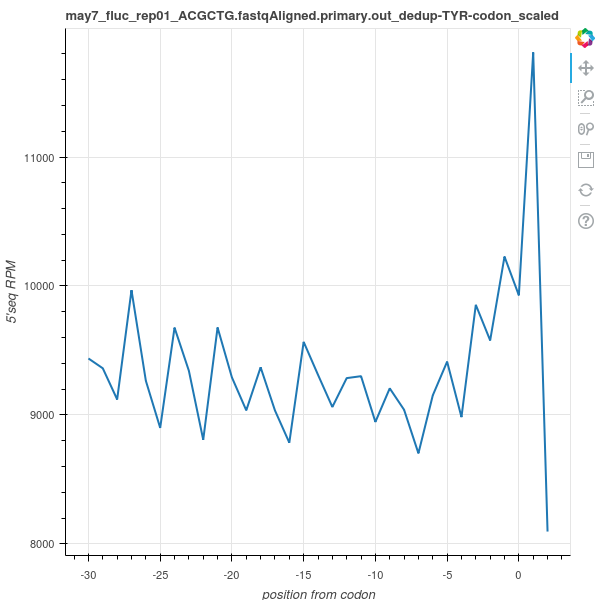 may7_fluc_rep01_ACGCTG.fastqAligned.primary.out_dedup-TYR-codon_scaled
5'seq RPM
11000
10000
9000
8000
-30 -25 -20 -15 -10 -5 0
position from codon